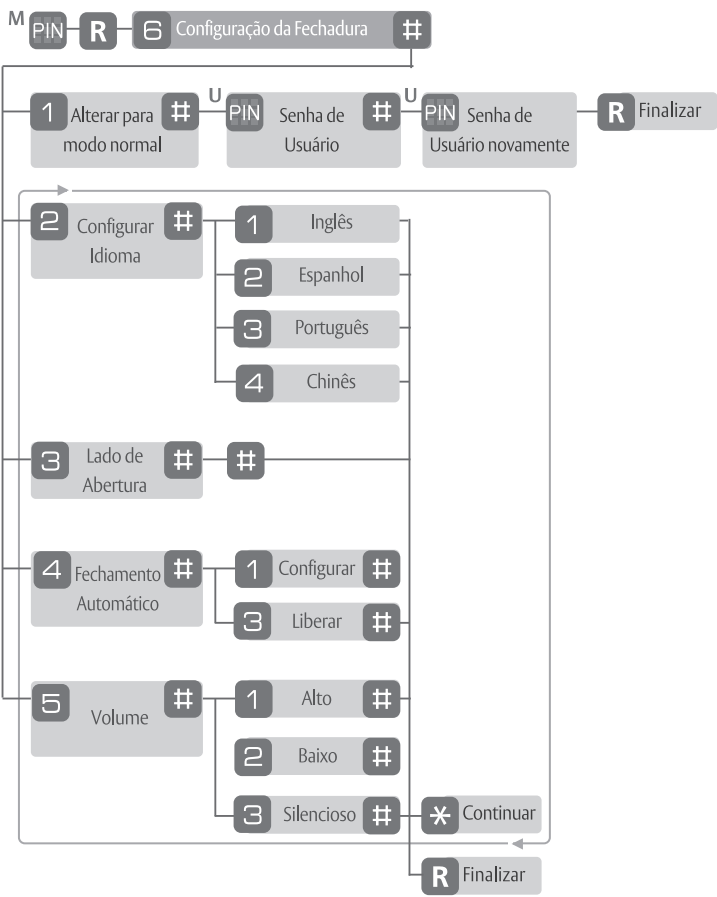 M PIN R 6 Configuração da Fechadura #
1 Alterar para modo normal # U PIN Senha de Usuário # U PIN Senha de Usuário novamente R Finalizar
2 Configurar Idioma #
1 Inglês
2 Espanhol
3 Português
4 Chinês
3 Lado de Abertura # #
4 Fechamento Automático #
1 Configurar #
3 Liberar #
5 Volume #
1 Alto #
2 Baixo #
3 Silencioso # * Continuar
R Finalizar